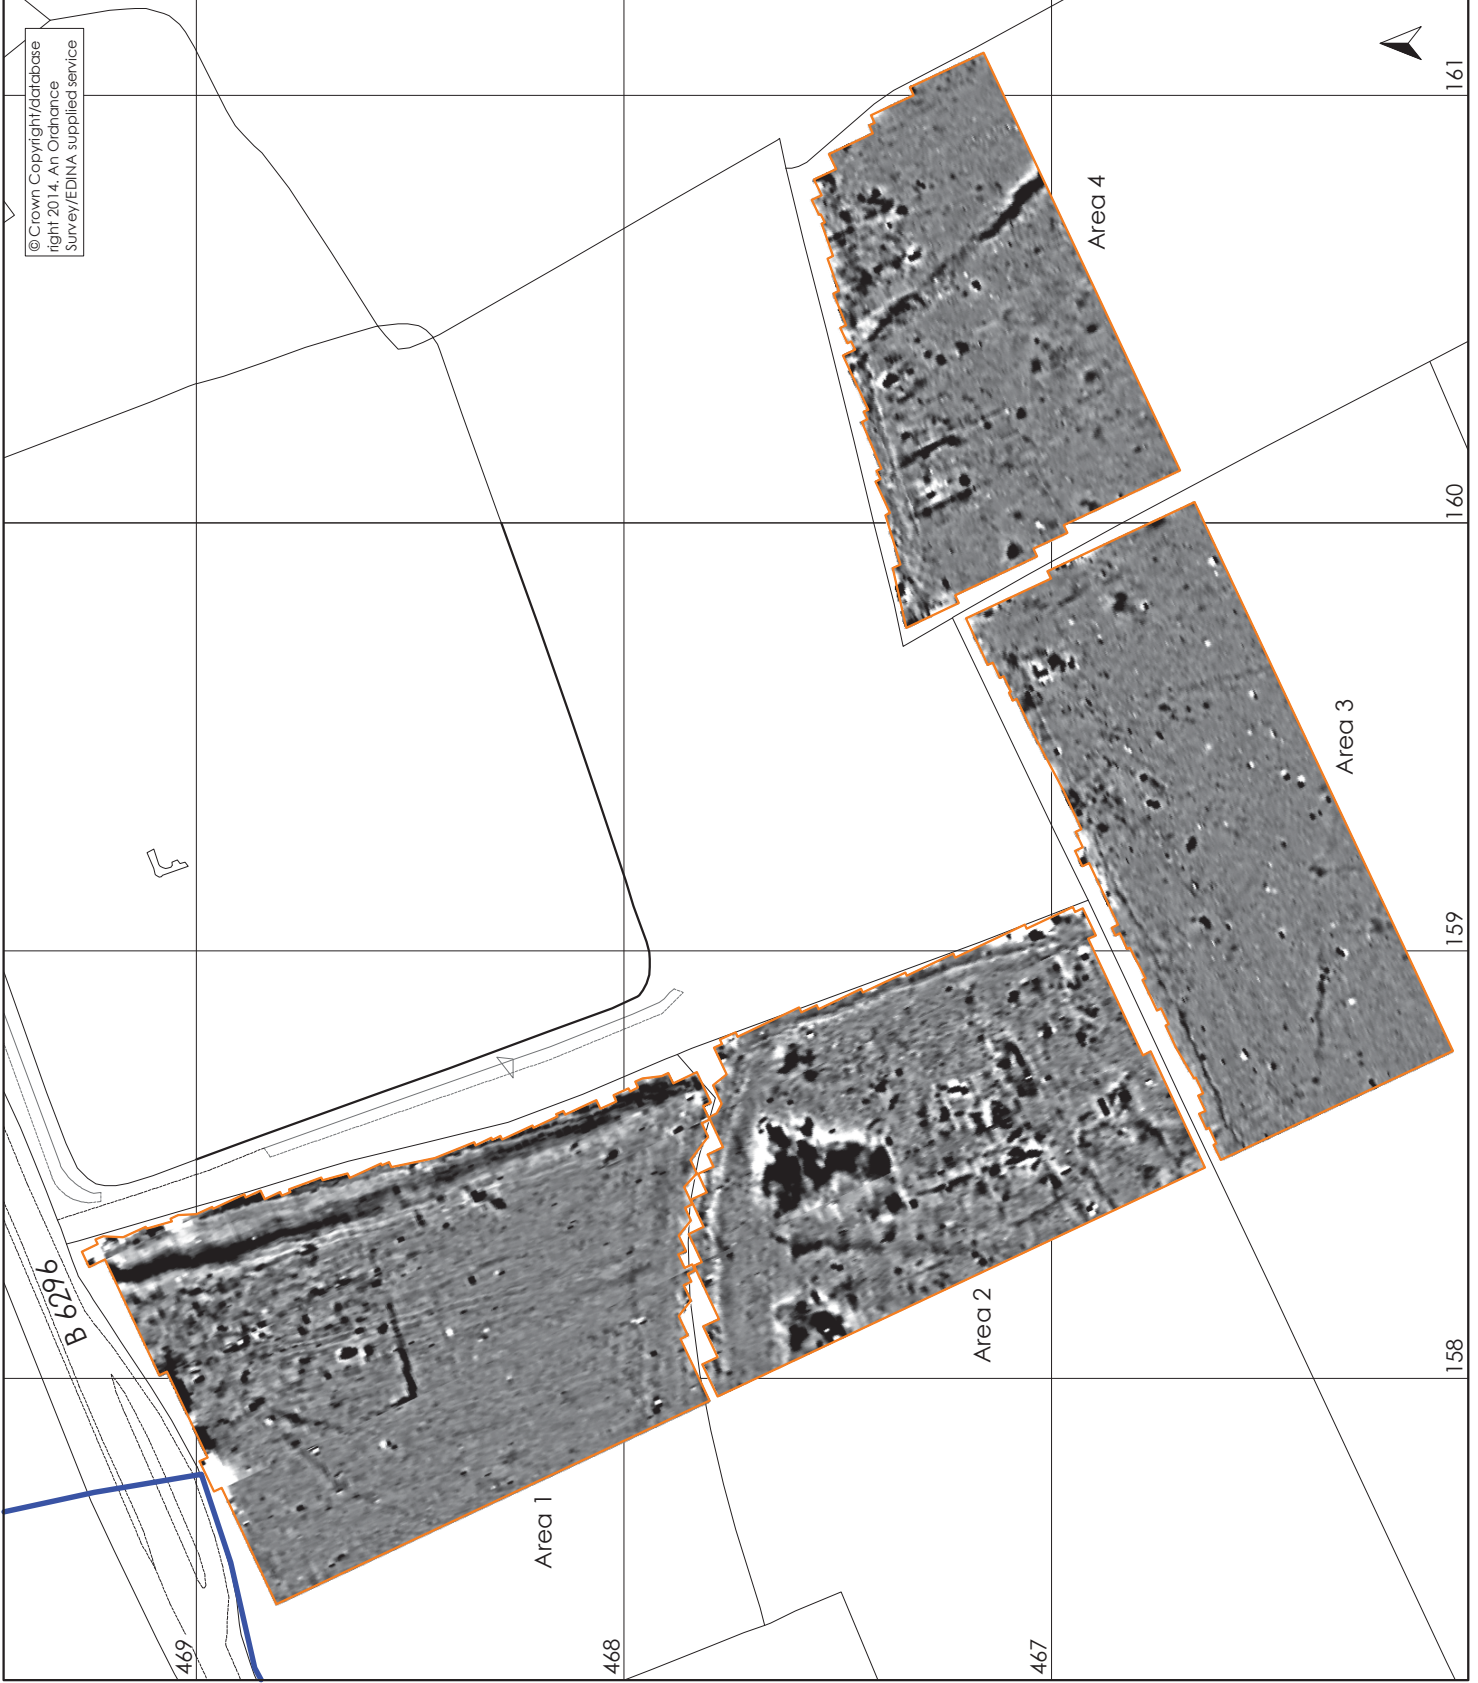 © Crown Copyright/database
right 2014. An Ordnance
Survey/EDINA supplied service
B 6296
469
468
467
161
160
159
158
Area 1
Area 2
Area 3
Area 4